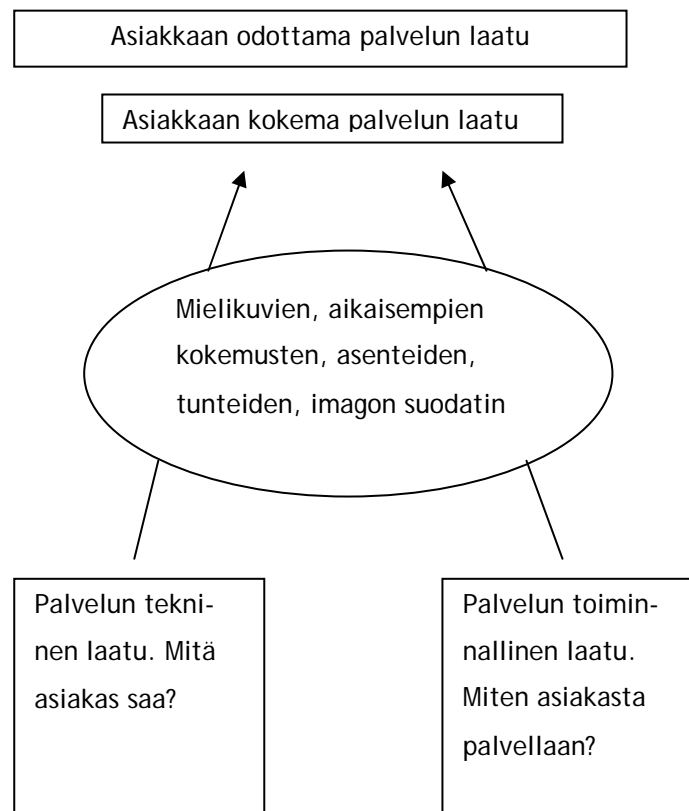 Asiakkaan odottama palvelun laatu
Asiakkaan kokema palvelun laatu
Mielikuvien, aikaisempien
kokemusten, asenteiden,
tunteiden, imagon suodatin
Palvelun tekni-
nen laatu. Mitä
asiakas saa?
Palvelun toimin-
nallinen laatu.
Miten asiakasta
palvellaan?